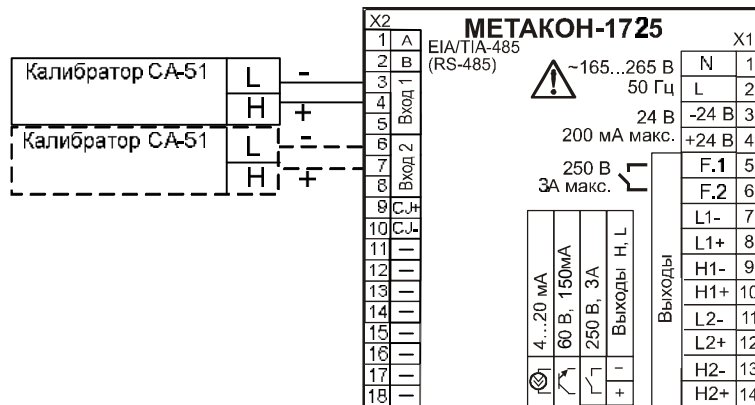 X2
МЕТАКОН-1725
X1
1 A
EIA/TIA-485
(RS-485)
2 B
3
4
5
Вход 1
6
7
8
Вход 2
9 CJ+
10 CJ-
11 –
12 –
13 –
14 –
15 –
16 –
17 –
18 –
Калибратор СА-51
L -
H +
Калибратор СА-51
L -
H +
~165...265 В
50 Гц
24 В
200 мА макс.
250 В
3А макс.
N 1
L 2
-24 В 3
+24 В 4
F.1 5
F.2 6
L1- 7
L1+ 8
H1- 9
H1+ 10
L2- 11
L2+ 12
H2- 13
H2+ 14
Выходы
4...20 мА
60 В, 150мА
250 В, 3А
Выходы H, L
–
+